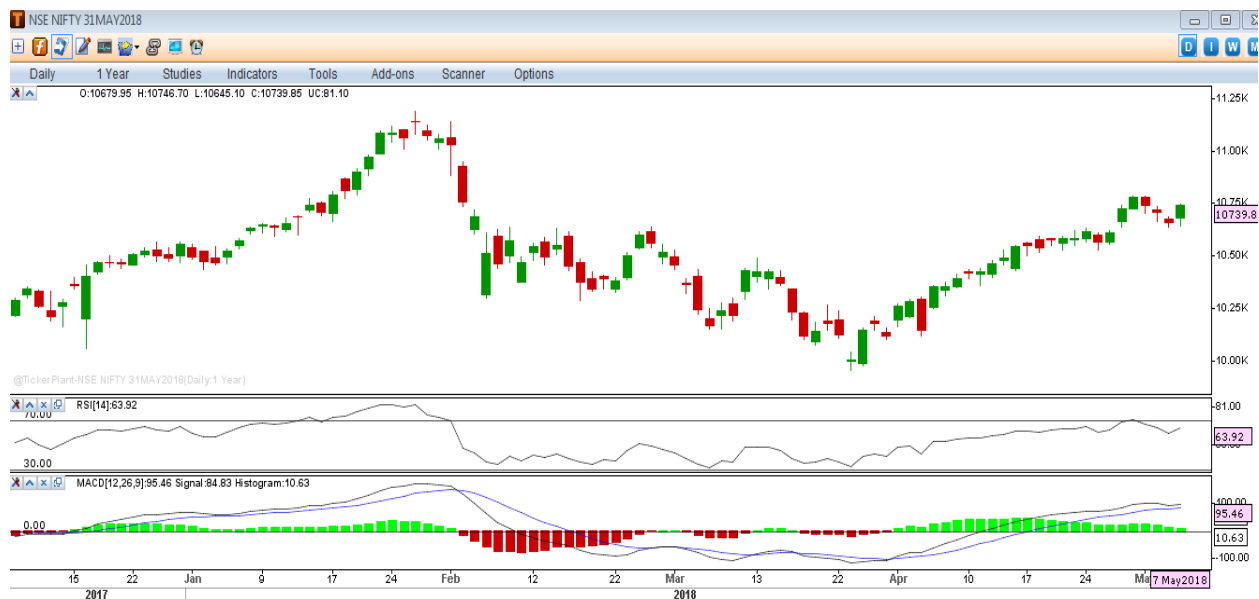 NSE NIFTY 31MAY2018
D I W M
Daily 1 Year Studies Indicators Tools Add-ons Scanner Options
O:10679.95 H:10746.70 L:10645.10 C:10739.85 UC:81.10
11.25K
11.00K
10.75K
10739.8
10.50K
10.25K
10.00K
@TickerPlant-NSE NIFTY 31MAY2018(Daily:1 Year)
RSI[14]:63.92
70.00
81.00
63.92
30.00
MACD[12,26,9]:95.46 Signal:84.83 Histogram:10.63
100.00
95.46
0.00
10.63
-100.00
15 22 Jan 9 17 24 Feb 12 22 Mar 13 22 Apr 10 17 24 7 May2018
2017 2018